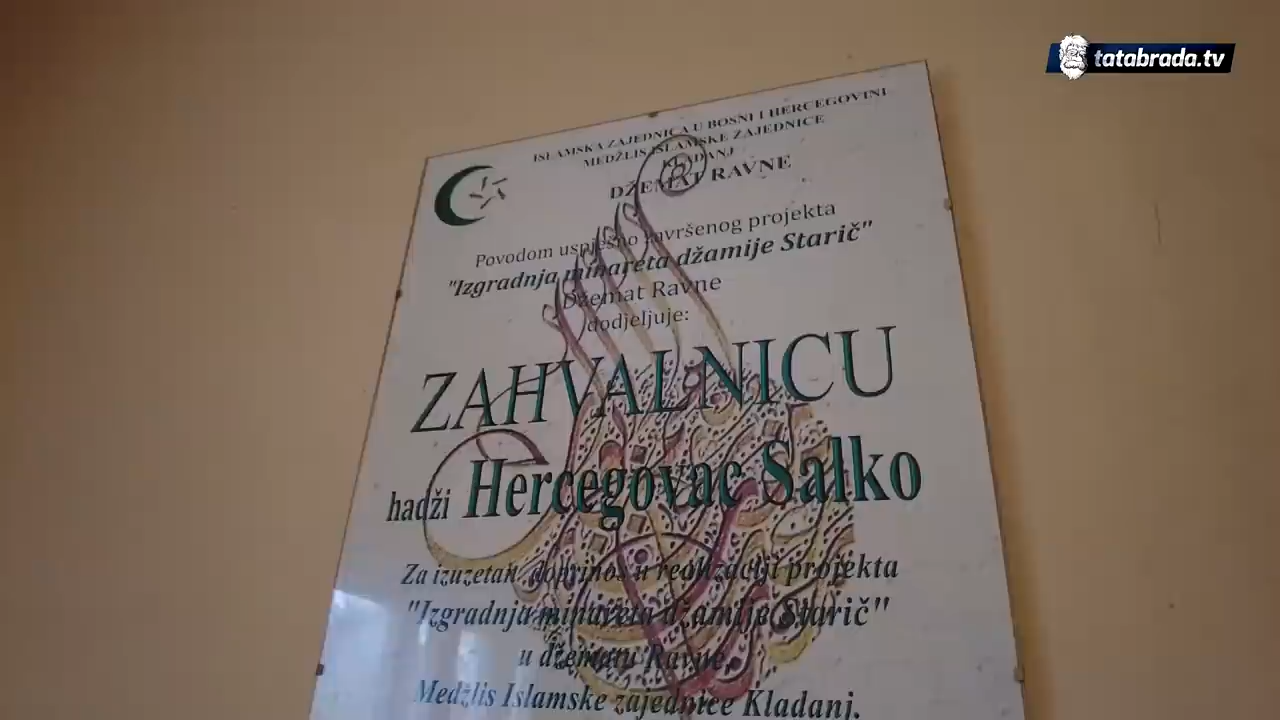 tatabrada.tv
ISLAMSKA ZAJEDNICA U BOSNI I HERCEGOVINI
MEDŽLIS ISLAMSKE ZAJEDNICE
KLADANJ
DŽEMAT RAVNE
Povodom uspješno završenog projekta
"Izgradnja minareta džamije Starič"
Džemat Ravne
dodjeljuje:
ZAHVALNICU
hadži Hercegovac Salko
Za izuzetan doprinos u realizaciji projekta
"Izgradnja minareta džamije Starič"
u džematu Ravne,
Medžlis Islamske zajednice Kladanj.